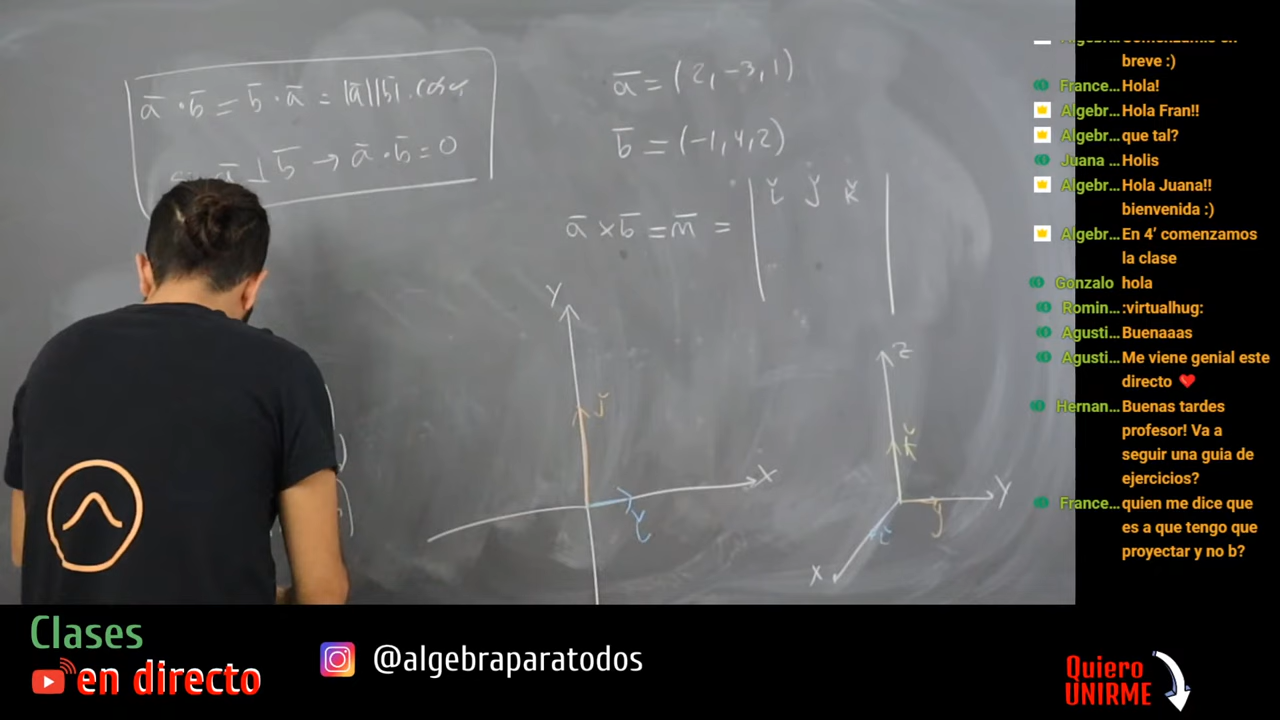 a̅ · b̅ = b̅ · a̅ = |a̅||b̅| . cos α
a̅ ⊥ b̅ → a̅ · b̅ = 0
a̅ = (2, -3, 1)
b̅ = (-1, 4, 2)
ǐ ǰ ǩ
a̅ × b̅ = m̅ =
Y
ǰ
X
ǐ
Z
ǩ
Y
ǰ
ǐ
X
breve :)
France... Hola!
Algebr... Hola Fran!!
Algebr... que tal?
Juana ... Holis
Algebr... Hola Juana!!
bienvenida :)
Algebr... En 4’ comenzamos
la clase
Gonzalo hola
Romin... :virtualhug:
Agusti... Buenaaas
Agusti... Me viene genial este
directo ❤️
Hernan... Buenas tardes
profesor! Va a
seguir una guia de
ejercicios?
France... quien me dice que
es a que tengo que
proyectar y no b?
Clases
en directo
@algebraparatodos
Quiero
UNIRME